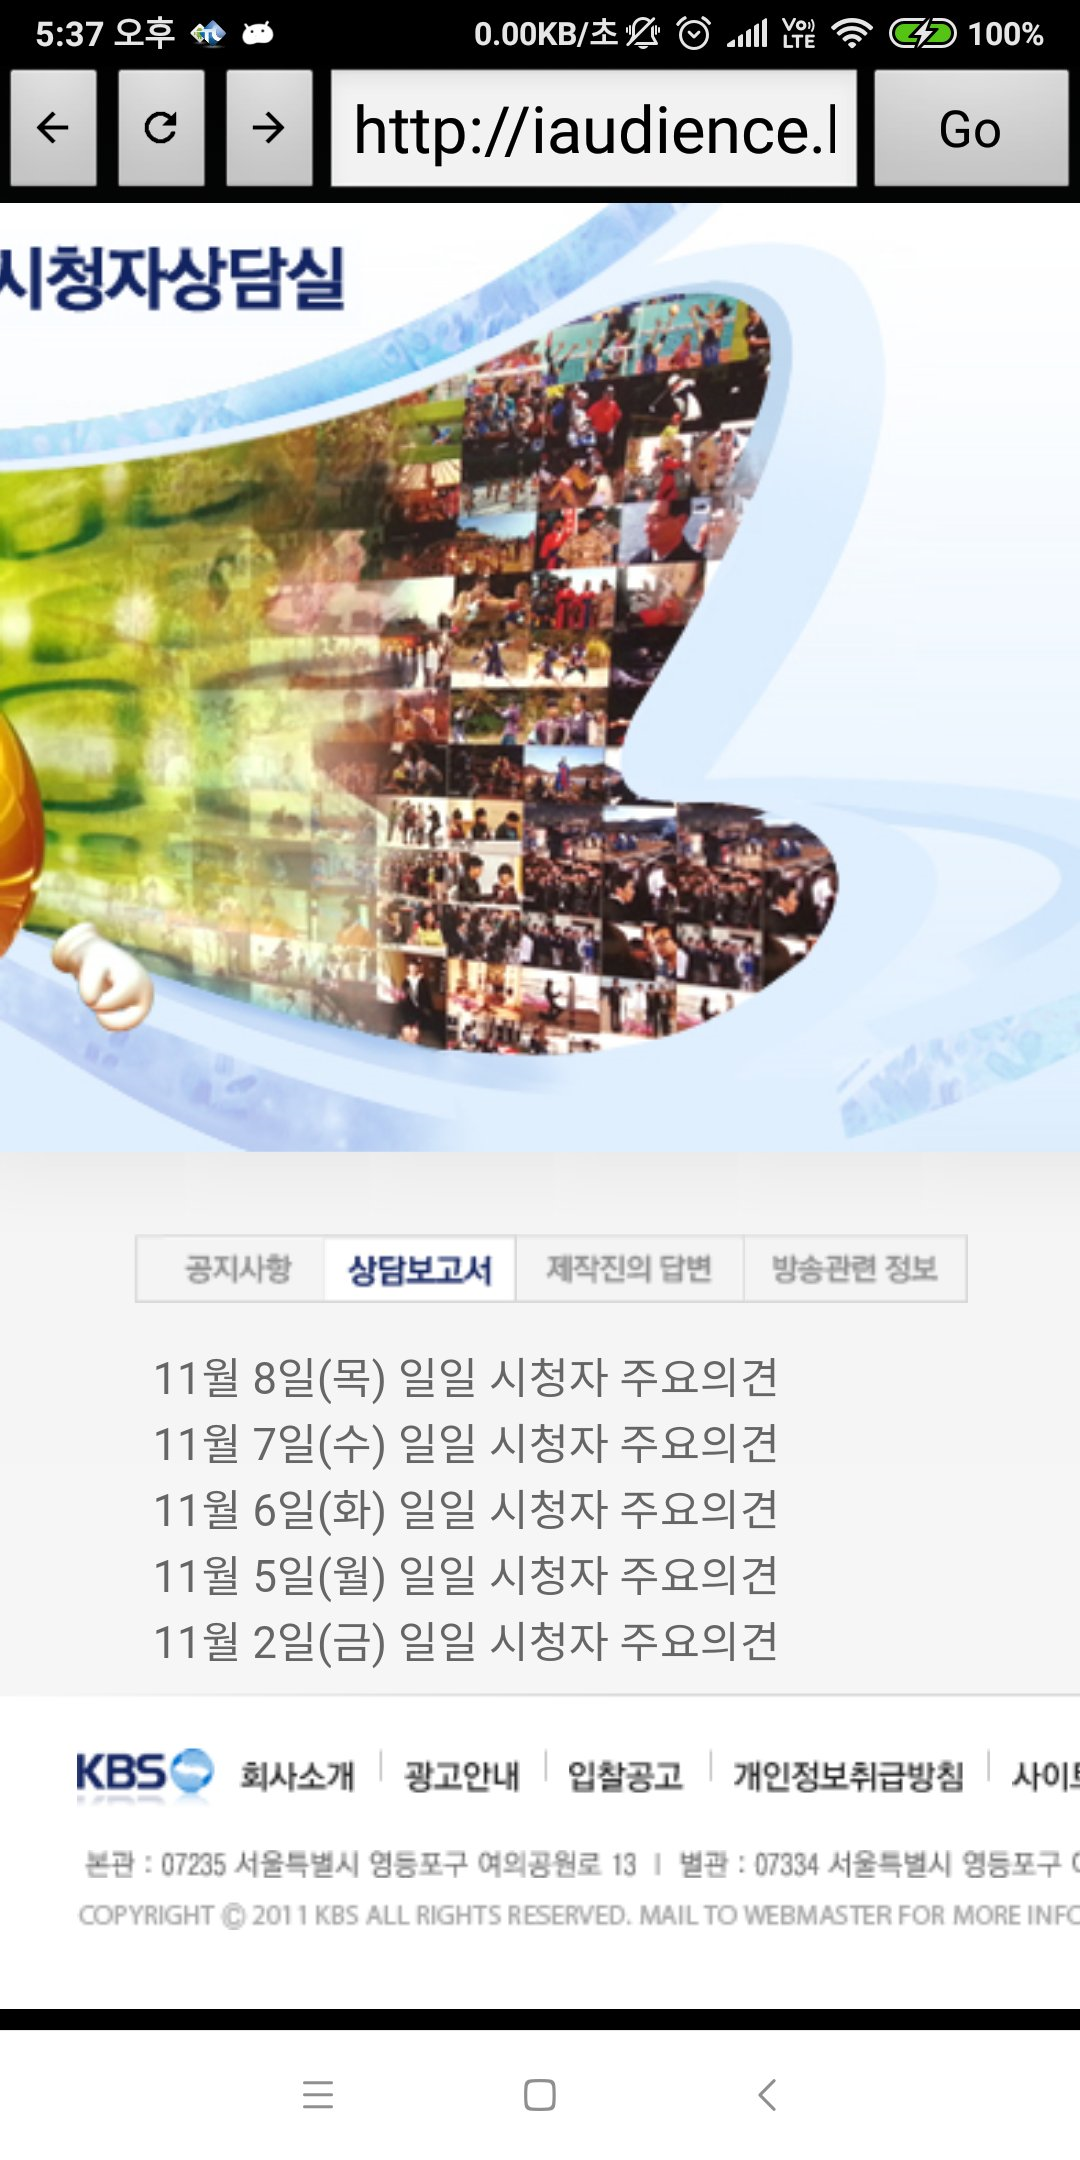 5:37 오후 0.00KB/초 Vo)) LTE 100%
http://iaudience.l Go
시청자상담실
공지사항 상담보고서 제작진의 답변 방송관련 정보
11월 8일(목) 일일 시청자 주요의견
11월 7일(수) 일일 시청자 주요의견
11월 6일(화) 일일 시청자 주요의견
11월 5일(월) 일일 시청자 주요의견
11월 2일(금) 일일 시청자 주요의견
KBS 회사소개 | 광고안내 | 입찰공고 | 개인정보취급방침 | 사이트
본관 : 07235 서울특별시 영등포구 여의공원로 13 | 별관 : 07334 서울특별시 영등포구
COPYRIGHT © 2011 KBS ALL RIGHTS RESERVED. MAIL TO WEBMASTER FOR MORE INFO